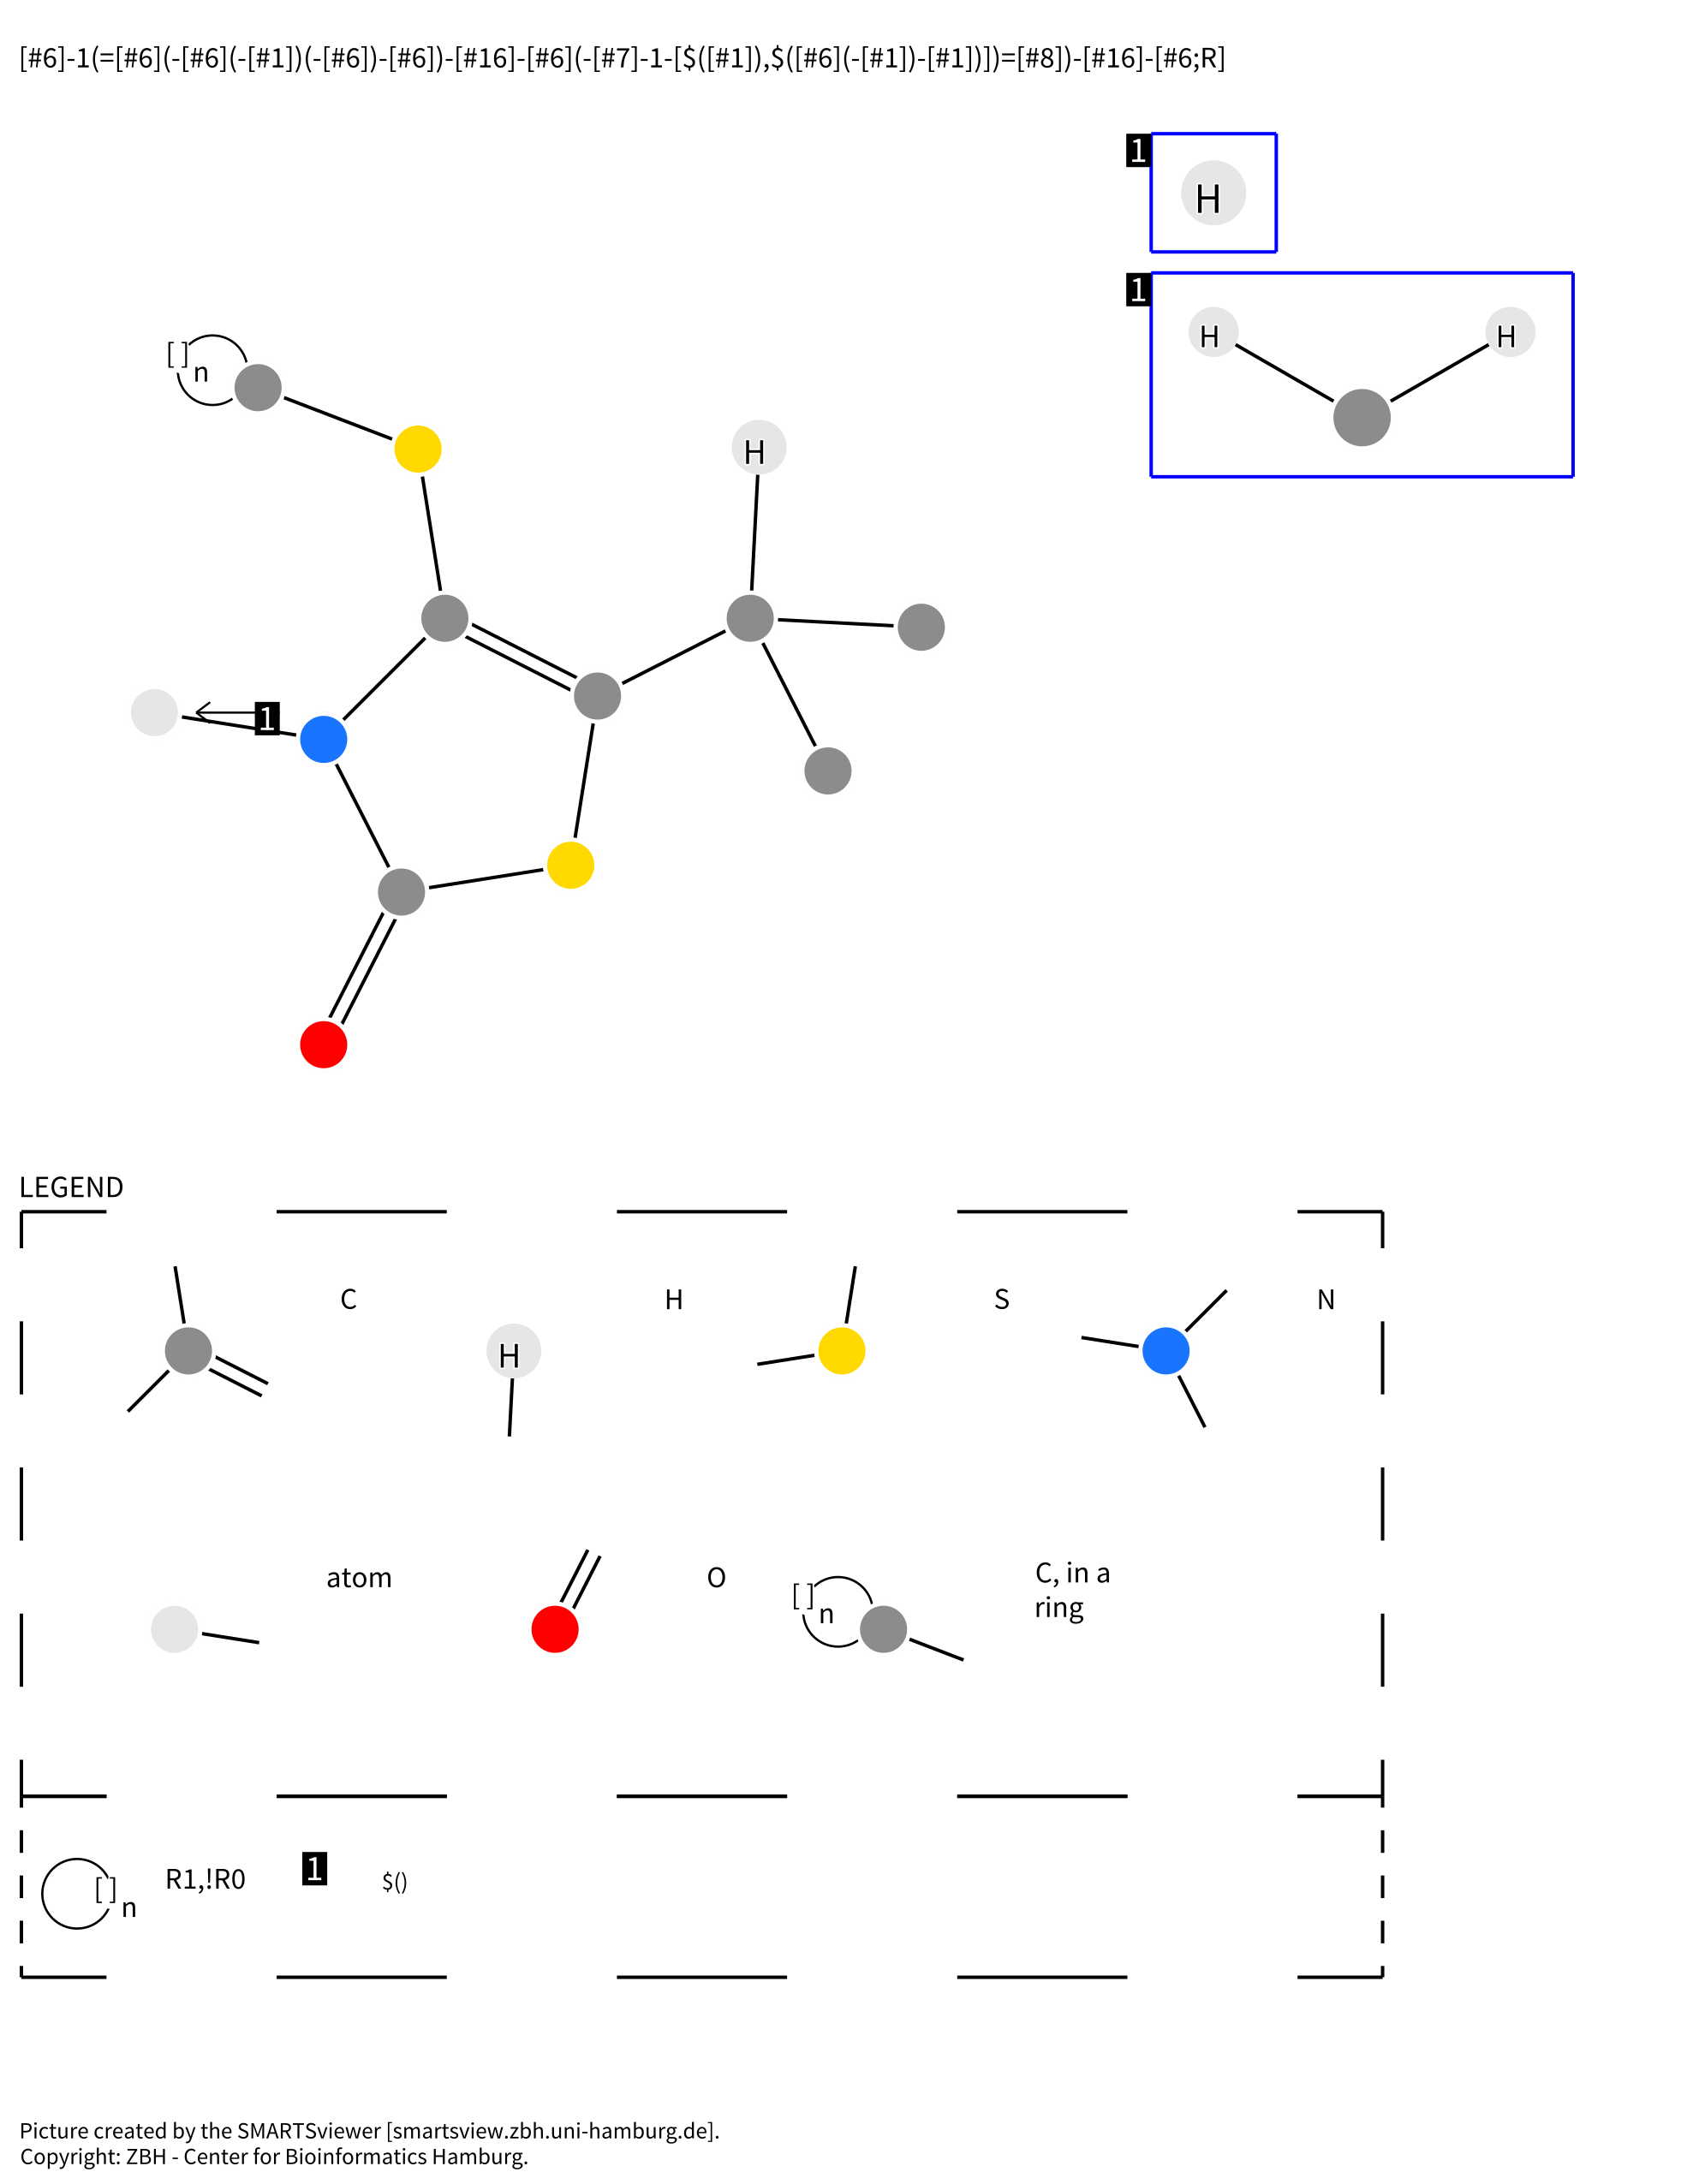 [#6]-1(=[#6](-[#6](-[#1])(-[#6])-[#6])-[#16]-[#6](-[#7]-1-[$([#1]),$([#6](-[#1])-[#1])])=[#8])-[#16]-[#6;R]
1
H
1
H H
[ ]
n
H
1
LEGEND
C H S N
H
atom O C, in a
ring
[ ]
n
R1,!R0 1 $()
[ ]
n
Picture created by the SMARTSviewer [smartsview.zbh.uni-hamburg.de].
Copyright: ZBH - Center for Bioinformatics Hamburg.